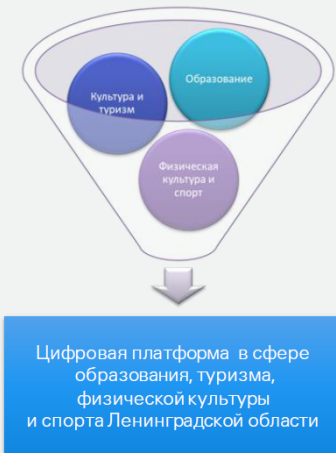 Образование
Культура и
туризм
Физическая
культура и
спорт
Цифровая платформа в сфере
образования, туризма,
физической культуры
и спорта Ленинградской области